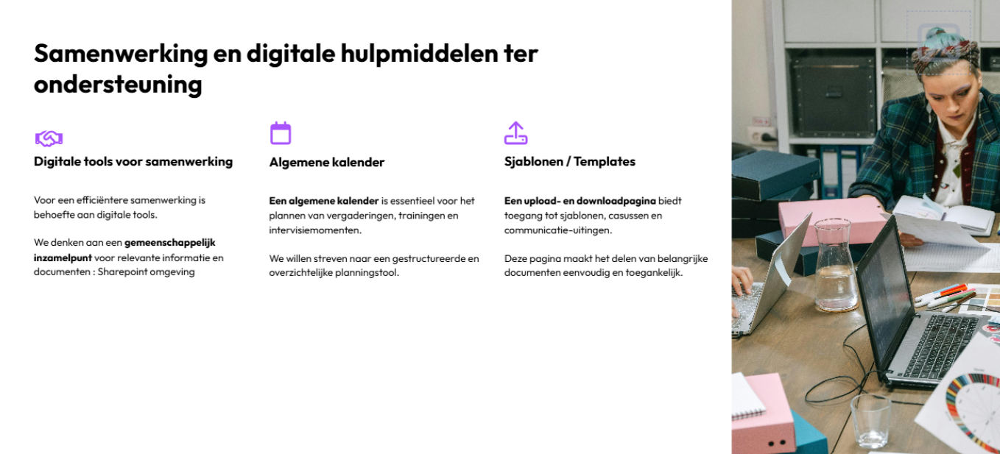 Samenwerking en digitale hulpmiddelen ter
ondersteuning
Digitale tools voor samenwerking
Voor een efficiëntere samenwerking is
behoefte aan digitale tools.
We denken aan een gemeenschappelijk
inzamelpunt voor relevante informatie en
documenten : Sharepoint omgeving
Algemene kalender
Een algemene kalender is essentieel voor het
plannen van vergaderingen, trainingen en
intervisiemomenten.
We willen streven naar een gestructureerde en
overzichtelijke planningstool.
Sjablonen / Templates
Een upload- en downloadpagina biedt
toegang tot sjablonen, casussen en
communicatie-uitingen.
Deze pagina maakt het delen van belangrijke
documenten eenvoudig en toegankelijk.